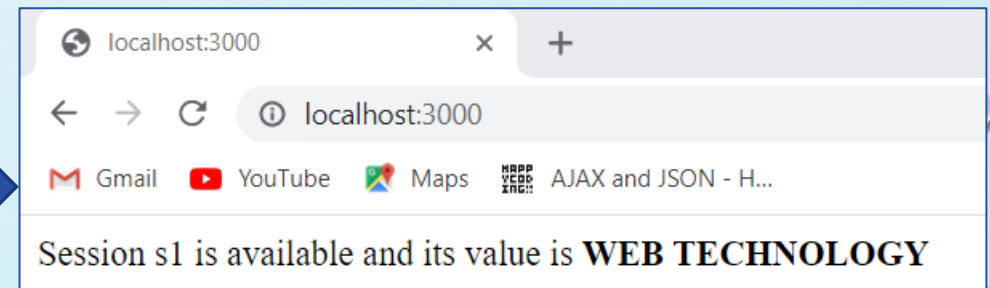 localhost:3000
localhost:3000
Gmail YouTube Maps AJAX and JSON - H...
Session s1 is available and its value is WEB TECHNOLOGY